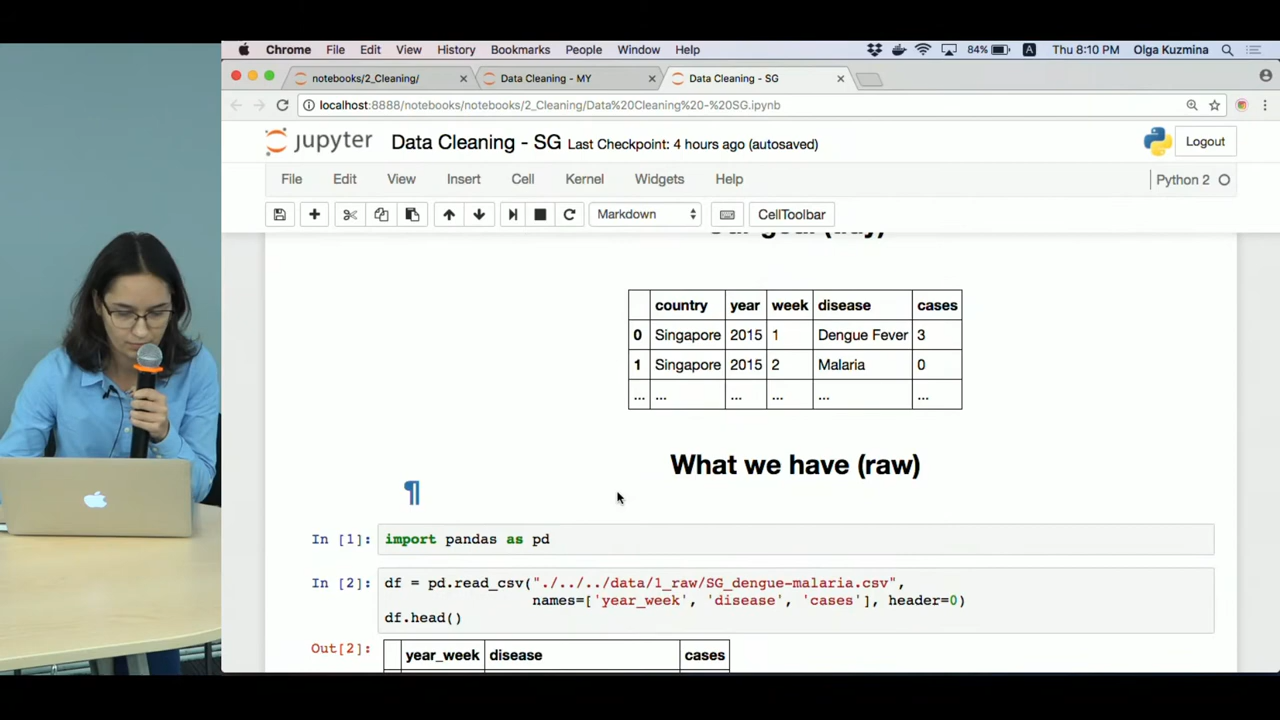 Chrome File Edit View History Bookmarks People Window Help 84% A Thu 8:10 PM Olga Kuzmina
notebooks/2_Cleaning/ Data Cleaning - MY Data Cleaning - SG
localhost:8888/notebooks/notebooks/2_Cleaning/Data%20Cleaning%20-%20SG.ipynb
jupyter Data Cleaning - SG Last Checkpoint: 4 hours ago (autosaved) Logout
File Edit View Insert Cell Kernel Widgets Help Python 2
Markdown CellToolbar
country year week disease cases
0 Singapore 2015 1 Dengue Fever 3
1 Singapore 2015 2 Malaria 0
... ... ... ... ... ...
What we have (raw)
¶
In [1]: import pandas as pd
In [2]: df = pd.read_csv("./../../data/1_raw/SG_dengue-malaria.csv",
names=['year_week', 'disease', 'cases'], header=0)
df.head()
Out[2]: year_week disease cases